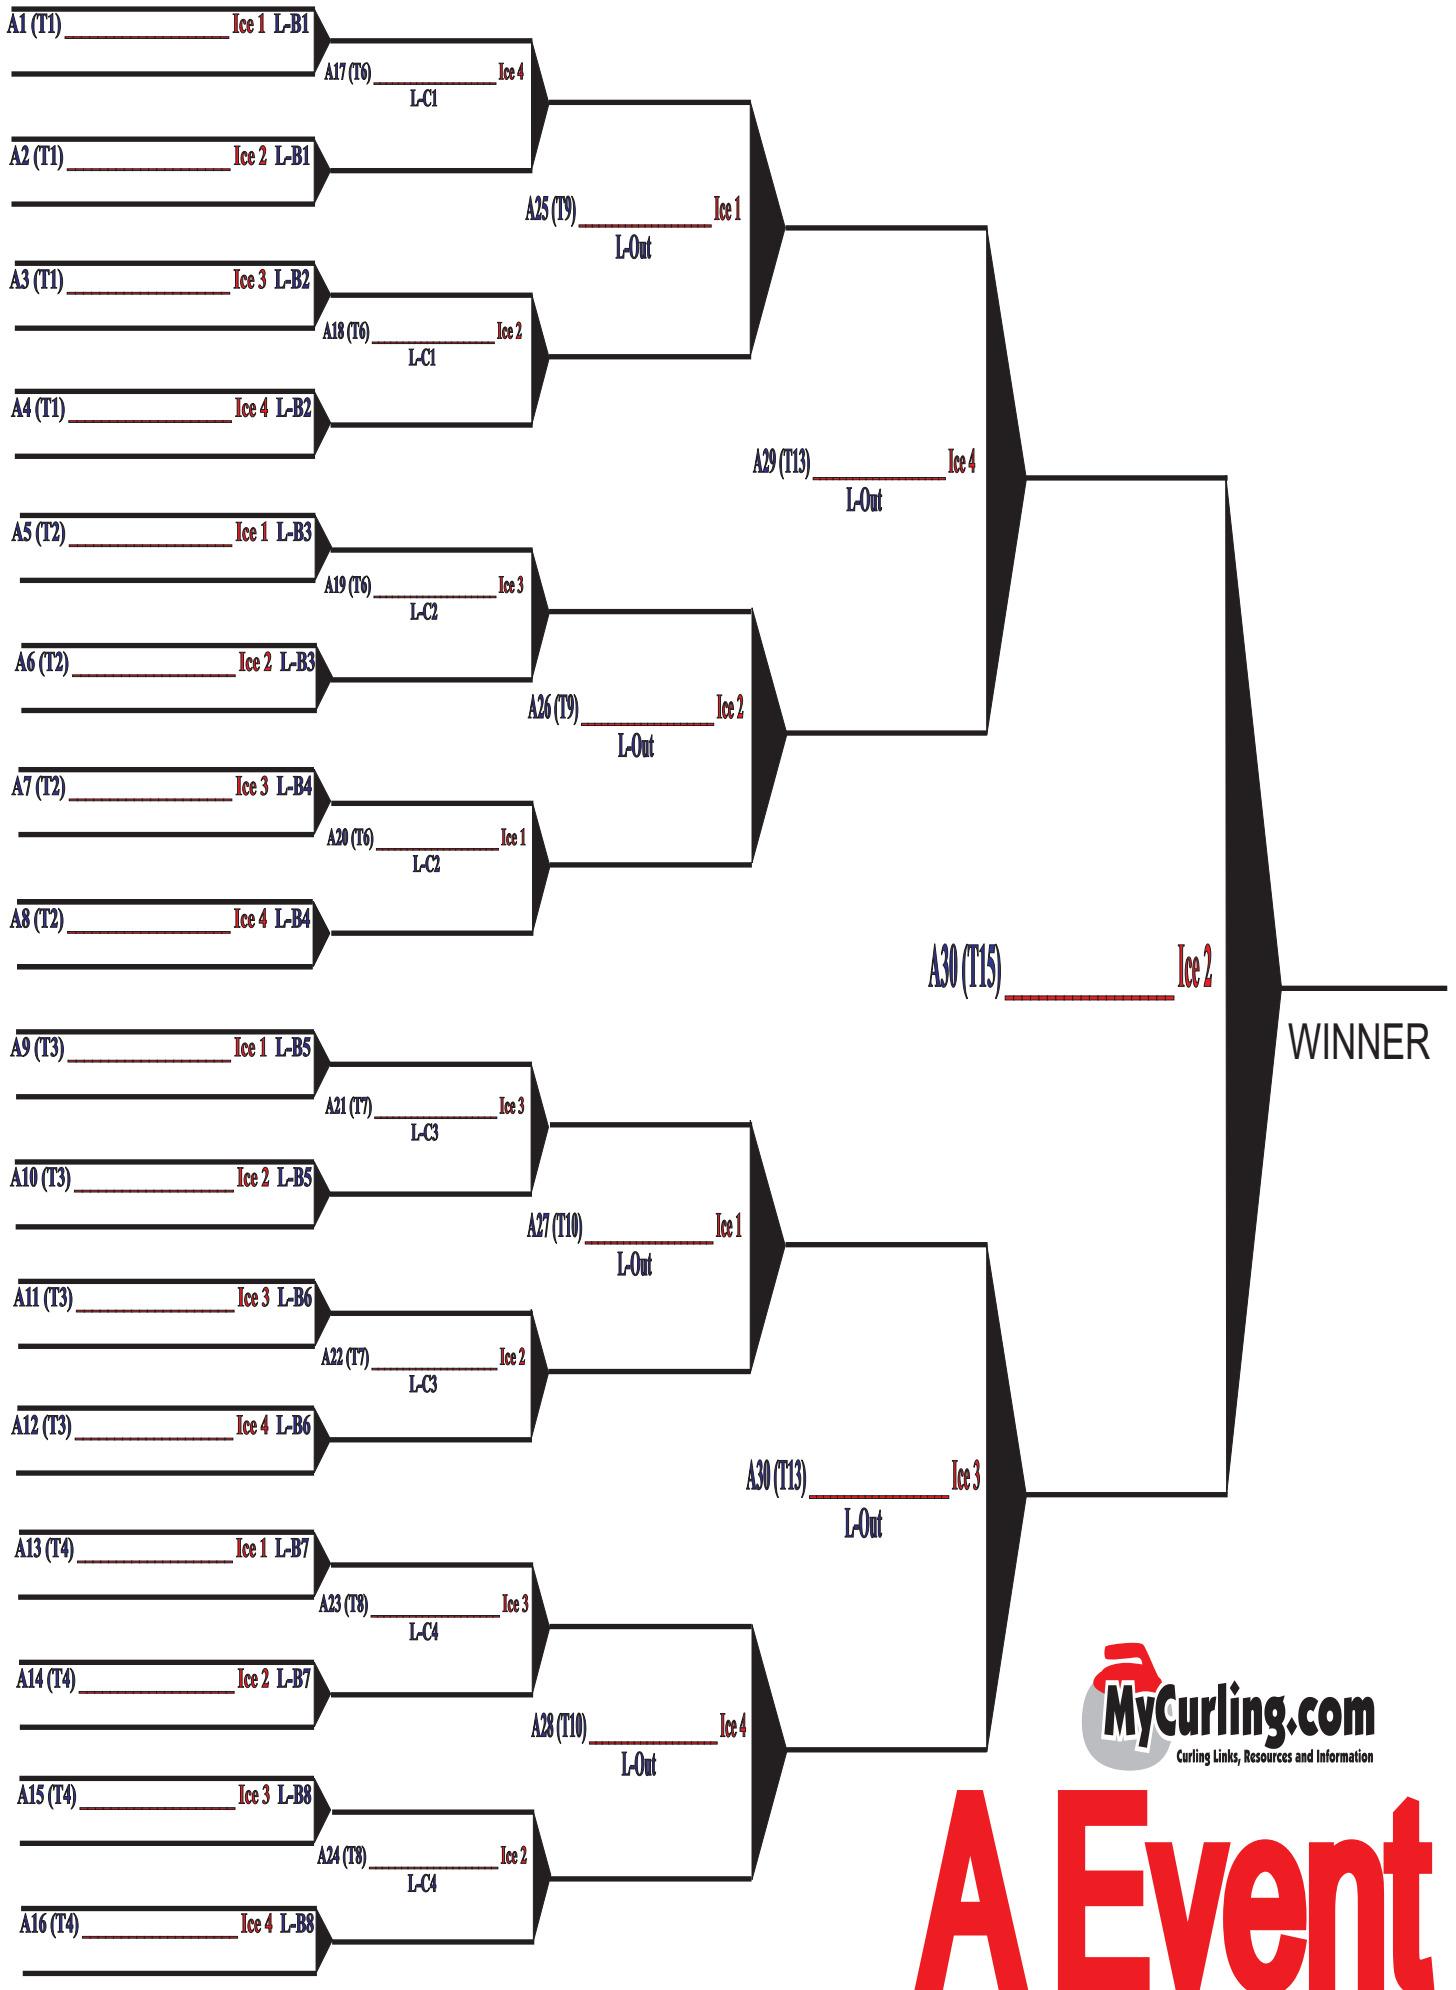 A1 (T1) Ice 1 L-B1
A17 (T6) Ice 4
L-C1
A2 (T1) Ice 2 L-B1
A25 (T9) Ice 1
L-Out
A3 (T1) Ice 3 L-B2
A18 (T6) Ice 2
L-C1
A4 (T1) Ice 4 L-B2
A29 (T13) Ice 4
L-Out
A5 (T2) Ice 1 L-B3
A19 (T6) Ice 3
L-C2
A6 (T2) Ice 2 L-B3
A26 (T9) Ice 2
L-Out
A7 (T2) Ice 3 L-B4
A20 (T6) Ice 1
L-C2
A8 (T2) Ice 4 L-B4
A30 (T15) Ice 2
WINNER
A9 (T3) Ice 1 L-B5
A21 (T7) Ice 3
L-C3
A10 (T3) Ice 2 L-B5
A27 (T10) Ice 1
L-Out
A11 (T3) Ice 3 L-B6
A22 (T7) Ice 2
L-C3
A12 (T3) Ice 4 L-B6
A30 (T13) Ice 3
L-Out
A13 (T4) Ice 1 L-B7
A23 (T8) Ice 3
L-C4
A14 (T4) Ice 2 L-B7
A28 (T10) Ice 4
L-Out
A15 (T4) Ice 3 L-B8
A24 (T8) Ice 2
L-C4
A16 (T4) Ice 4 L-B8
MyCurling.com
Curling Links, Resources and Information
A Event